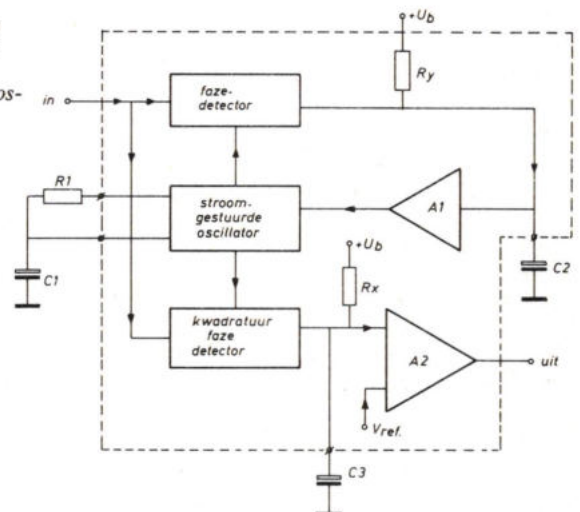 +Ub
Ry
os-
in
faze-
detector
R1
stroom-
gestuurde
oscillator
A1
C1
+Ub
C2
Rx
kwadratuur
faze
detector
A2
uit
Vref.
C3